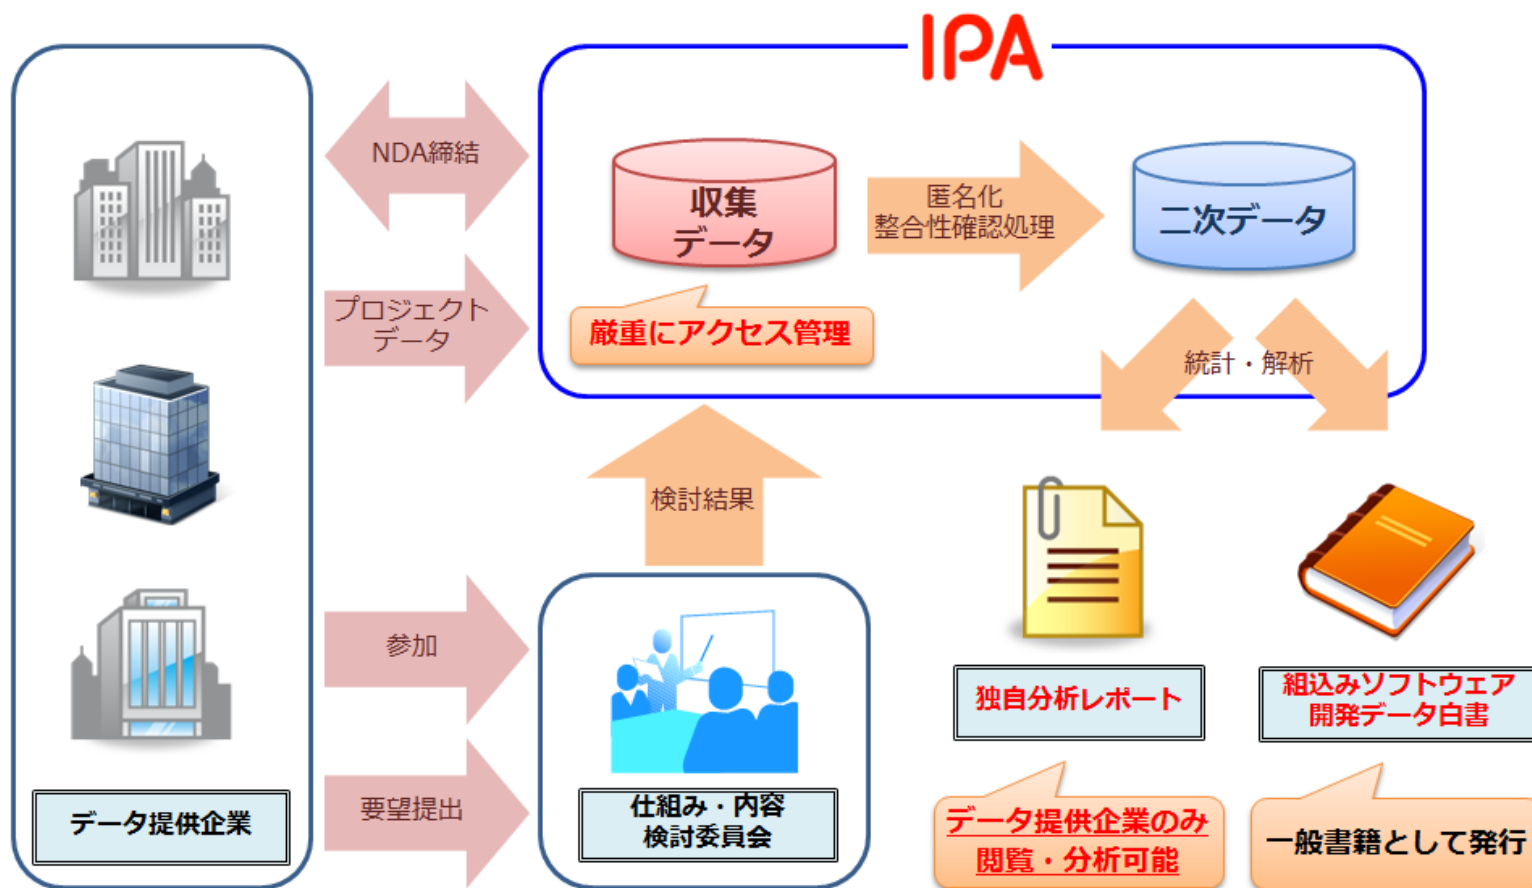 IPA
NDA締結
収集
データ
匿名化
整合性確認処理
二次データ
プロジェクト
データ
厳重にアクセス管理
統計・解析
検討結果
参加
独自分析レポート
組込みソフトウェア
開発データ白書
要望提出
データ提供企業
仕組み・内容
検討委員会
データ提供企業のみ
閲覧・分析可能
一般書籍として発行